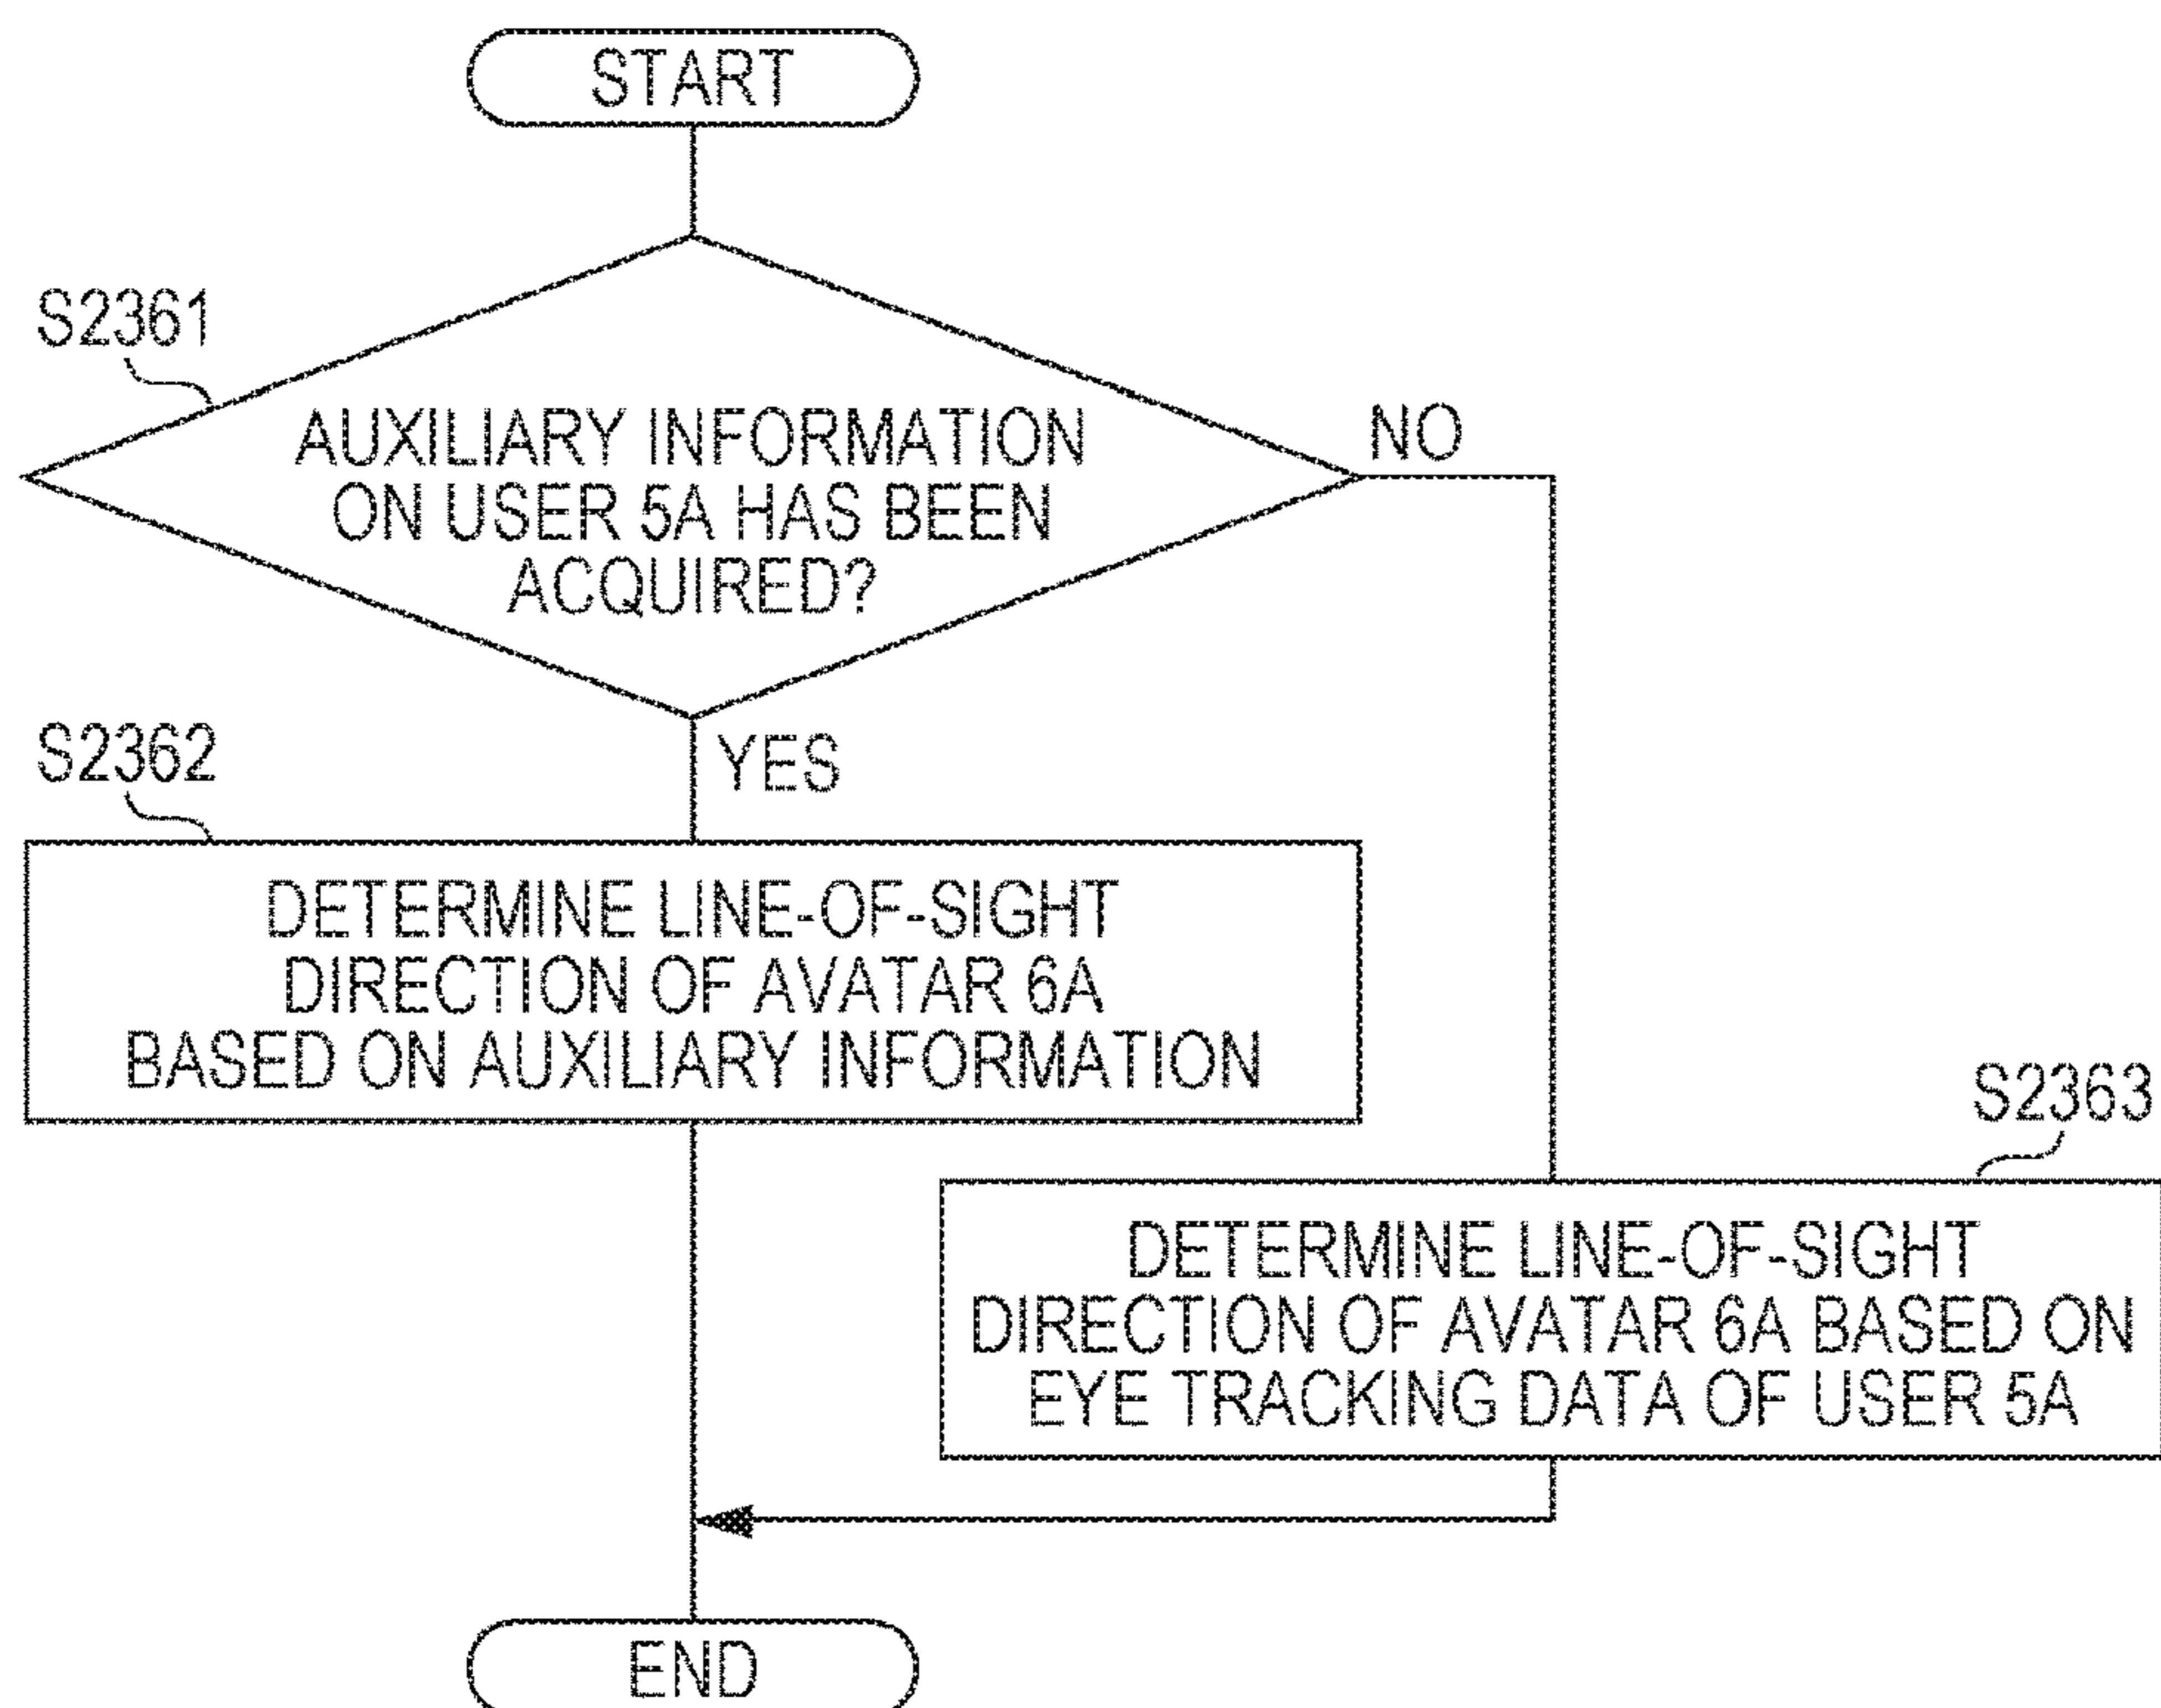 START
S2361
AUXILIARY INFORMATION
ON USER 5A HAS BEEN
ACQUIRED?
NO
YES
S2362
DETERMINE LINE-OF-SIGHT
DIRECTION OF AVATAR 6A
BASED ON AUXILIARY INFORMATION
S2363
DETERMINE LINE-OF-SIGHT
DIRECTION OF AVATAR 6A BASED ON
EYE TRACKING DATA OF USER 5A
END